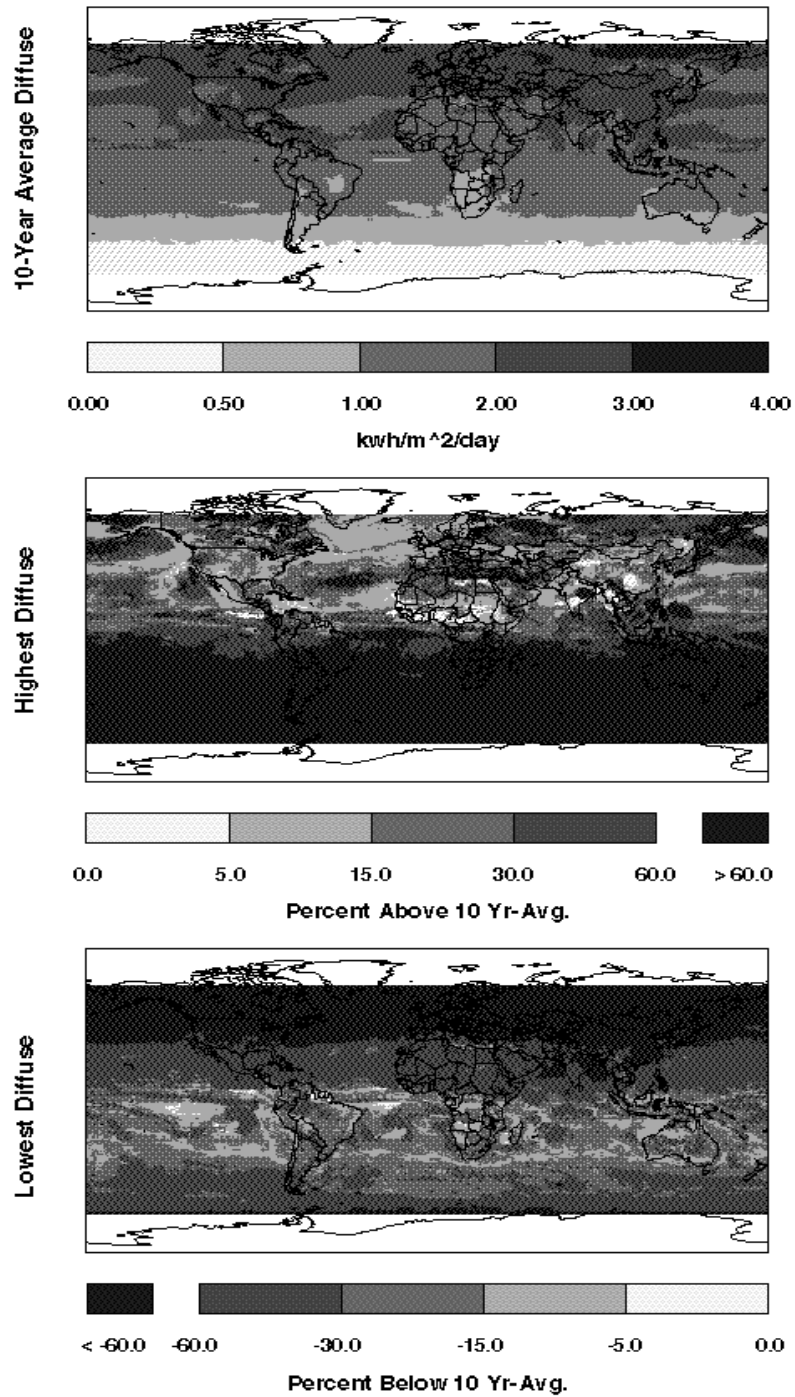 10-Year Average Diffuse
0.00 0.50 1.00 2.00 3.00 4.00
kwh/m^2/day
Highest Diffuse
0.0 5.0 15.0 30.0 60.0 > 60.0
Percent Above 10 Yr-Avg.
Lowest Diffuse
< -60.0 -60.0 -30.0 -15.0 -5.0 0.0
Percent Below 10 Yr-Avg.